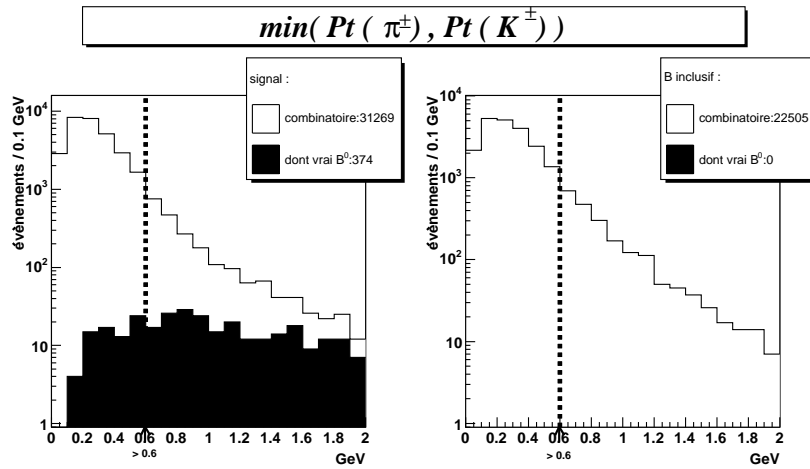 min( Pt ( π± ) , Pt ( K± ) )
signal :
combinatoire:31269
dont vrai B0:374
évènements / 0.1 GeV
10⁴
10³
10²
10
1
0 0.2 0.4 0.6 0.8 1 1.2 1.4 1.6 1.8 2
> 0.6
GeV
B inclusif :
combinatoire:22505
dont vrai B0:0
évènements / 0.1 GeV
10⁴
10³
10²
10
1
0 0.2 0.4 0.6 0.8 1 1.2 1.4 1.6 1.8 2
> 0.6
GeV